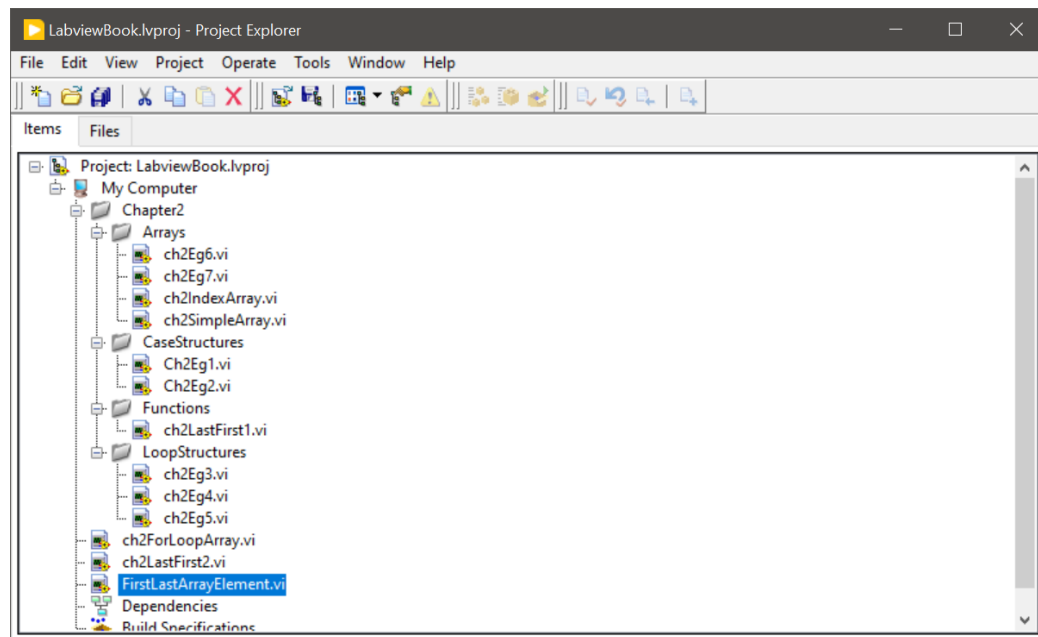 LabviewBook.lvproj - Project Explorer
File Edit View Project Operate Tools Window Help
Items Files
Project: LabviewBook.lvproj
My Computer
Chapter2
Arrays
ch2Eg6.vi
ch2Eg7.vi
ch2IndexArray.vi
ch2SimpleArray.vi
CaseStructures
Ch2Eg1.vi
Ch2Eg2.vi
Functions
ch2LastFirst1.vi
LoopStructures
ch2Eg3.vi
ch2Eg4.vi
ch2Eg5.vi
ch2ForLoopArray.vi
ch2LastFirst2.vi
FirstLastArrayElement.vi
Dependencies
Build Specifications